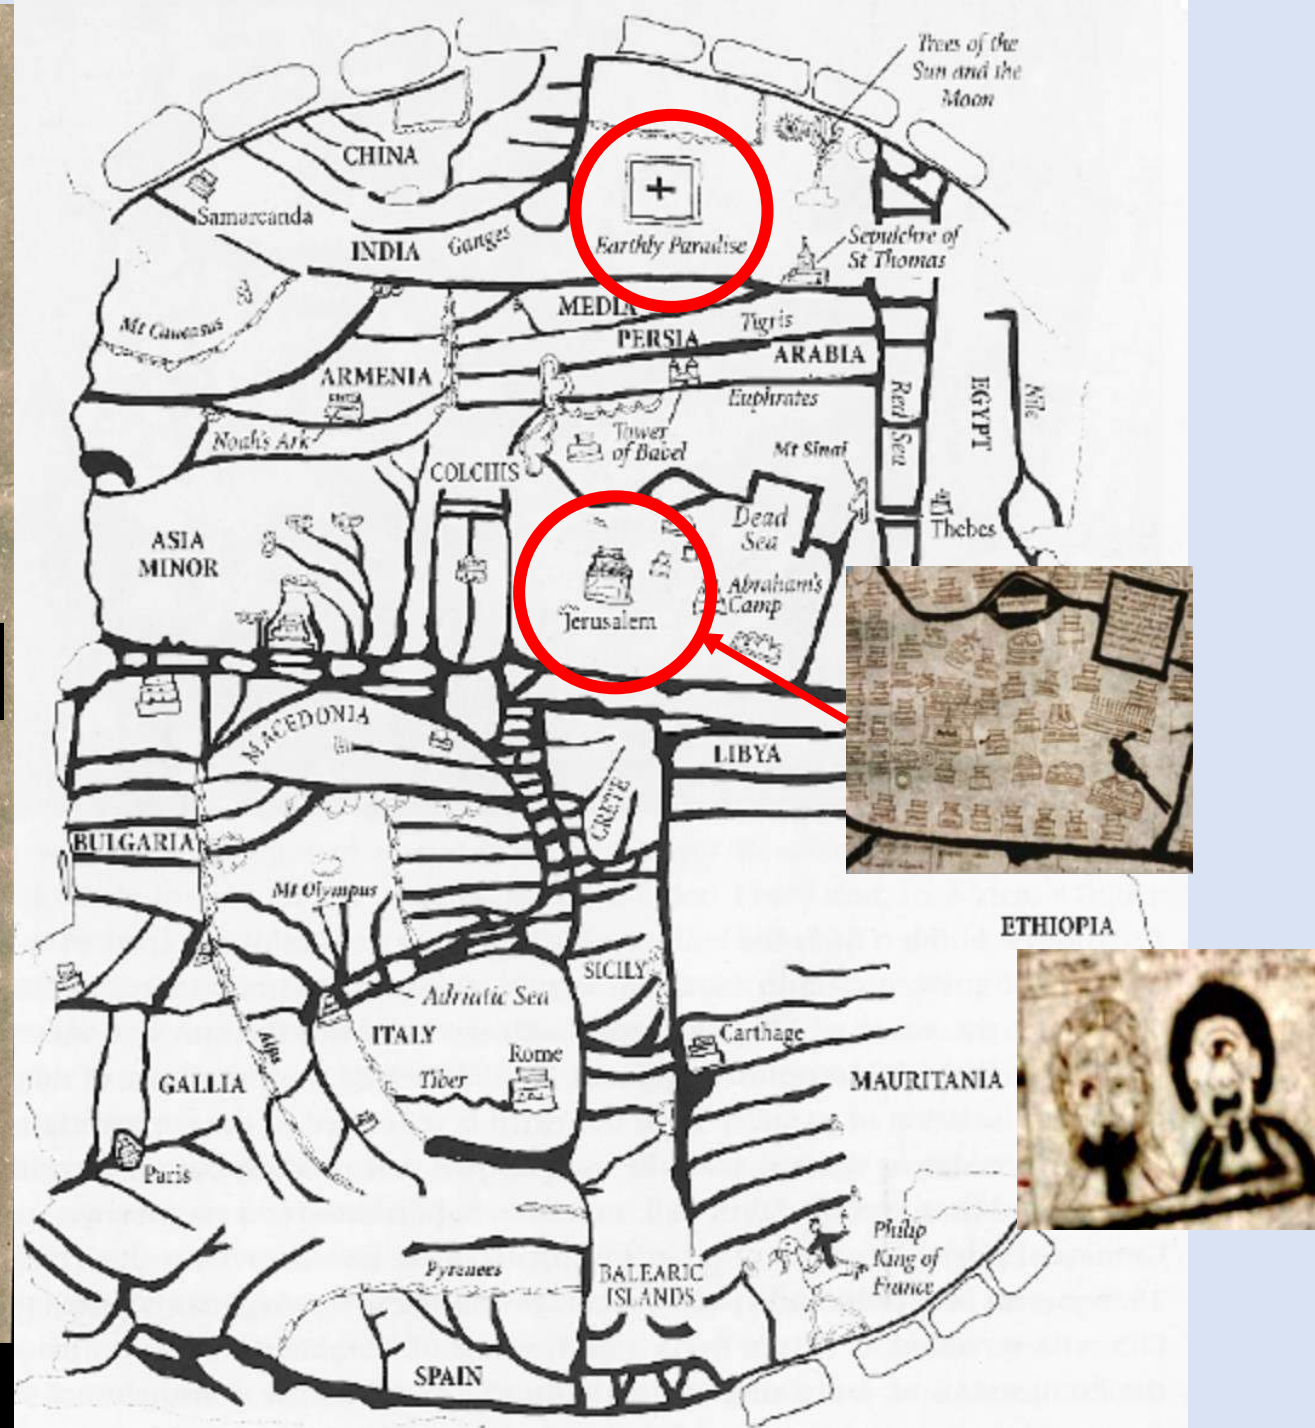 Trees of the
Sun and the
Moon
CHINA
Samarcanda
INDIA
Ganges
Earthly Paradise
Sepulchre of
St Thomas
Mt Caucasus
MEDIA
Tigris
PERSIA
ARABIA
ARMENIA
Euphrates
Red
Sea
EGYPT
Nile
Noah's Ark
Tower
of Babel
Mt Sinai
COLCHIS
Dead
Sea
Thebes
ASIA
MINOR
Abraham's
Camp
Jerusalem
MACEDONIA
LIBYA
CRETE
BULGARIA
Mt Olympus
ETHIOPIA
SICILY
Adriatic Sea
ITALY
Carthage
Alps
Rome
GALLIA
Tiber
MAURITANIA
Paris
Philip
King of
France
Pyrenees
BALEARIC
ISLANDS
SPAIN